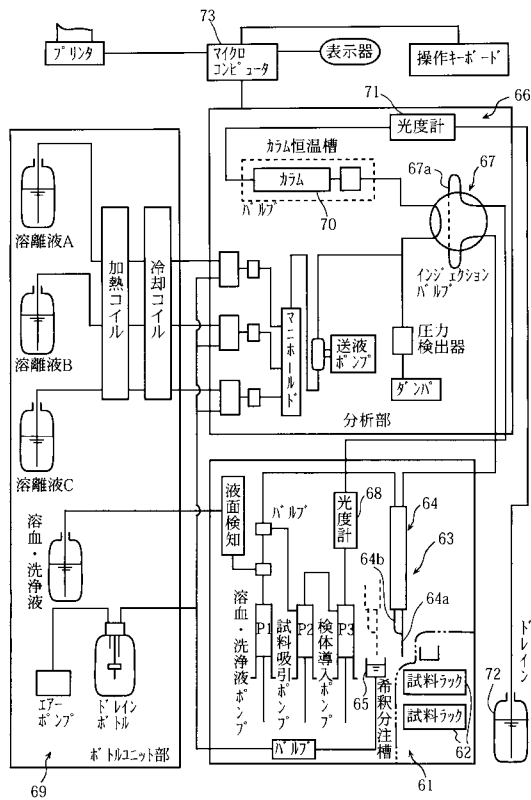 73
プリンタ
マイクロ
コンピュータ
表示器
操作キーボード
71
66
光度計
カラム恒温槽
67a
67
カラム
バルブ
70
溶離液A
加熱コイル
冷却コイル
インジェクション
バルブ
溶離液B
マニホールド
送液
ポンプ
圧力
検出器
ダンパ
分析部
溶離液C
液面検知
バルブ
光度計
68
64
63
64b
64a
溶血・洗浄液
P1
P2
P3
溶血・洗浄液ポンプ
試料吸引ポンプ
検体導入ポンプ
65
希釈分注槽
試料ラック
試料ラック
62
61
ドレイン
72
エアー
ポンプ
ドレイン
ボトル
バルブ
ボトルユニット部
69